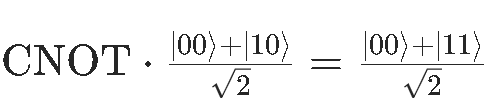 CNOT · (|00⟩+|10⟩)/√2 = (|00⟩+|11⟩)/√2